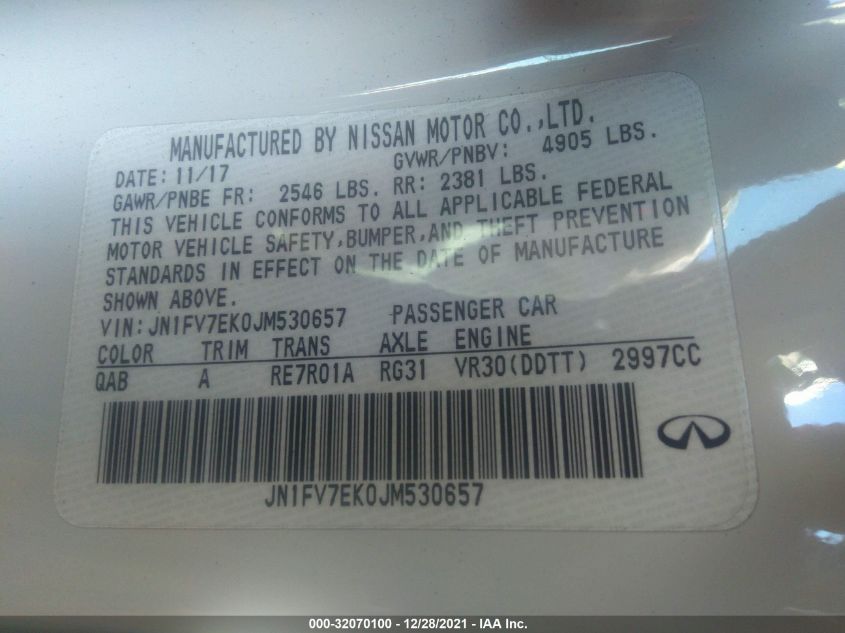 MANUFACTURED BY NISSAN MOTOR CO.,LTD.
DATE: 11/17 GVWR/PNBV: 4905 LBS.
GAWR/PNBE FR: 2546 LBS. RR: 2381 LBS.
THIS VEHICLE CONFORMS TO ALL APPLICABLE FEDERAL
MOTOR VEHICLE SAFETY,BUMPER,AND THEFT PREVENTION
STANDARDS IN EFFECT ON THE DATE OF MANUFACTURE
SHOWN ABOVE.
VIN: JN1FV7EK0JM530657 PASSENGER CAR
COLOR TRIM TRANS AXLE ENGINE
QAB A RE7R01A RG31 VR30(DDTT) 2997CC
JN1FV7EK0JM530657
000-32070100 - 12/28/2021 - IAA Inc.